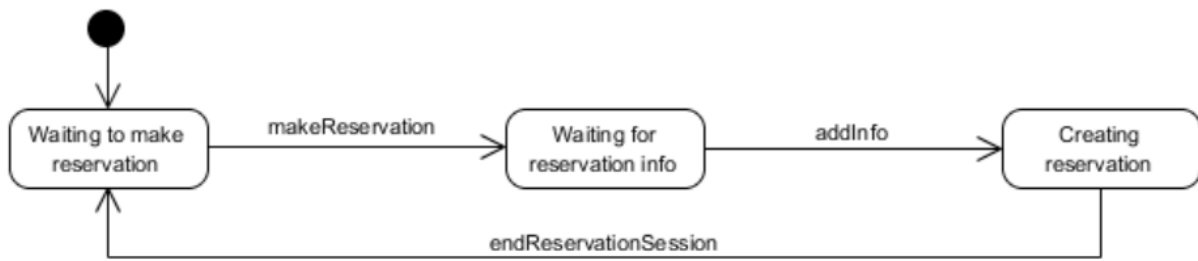 Waiting to make
reservation
makeReservation
Waiting for
reservation info
addInfo
Creating
reservation
endReservationSession